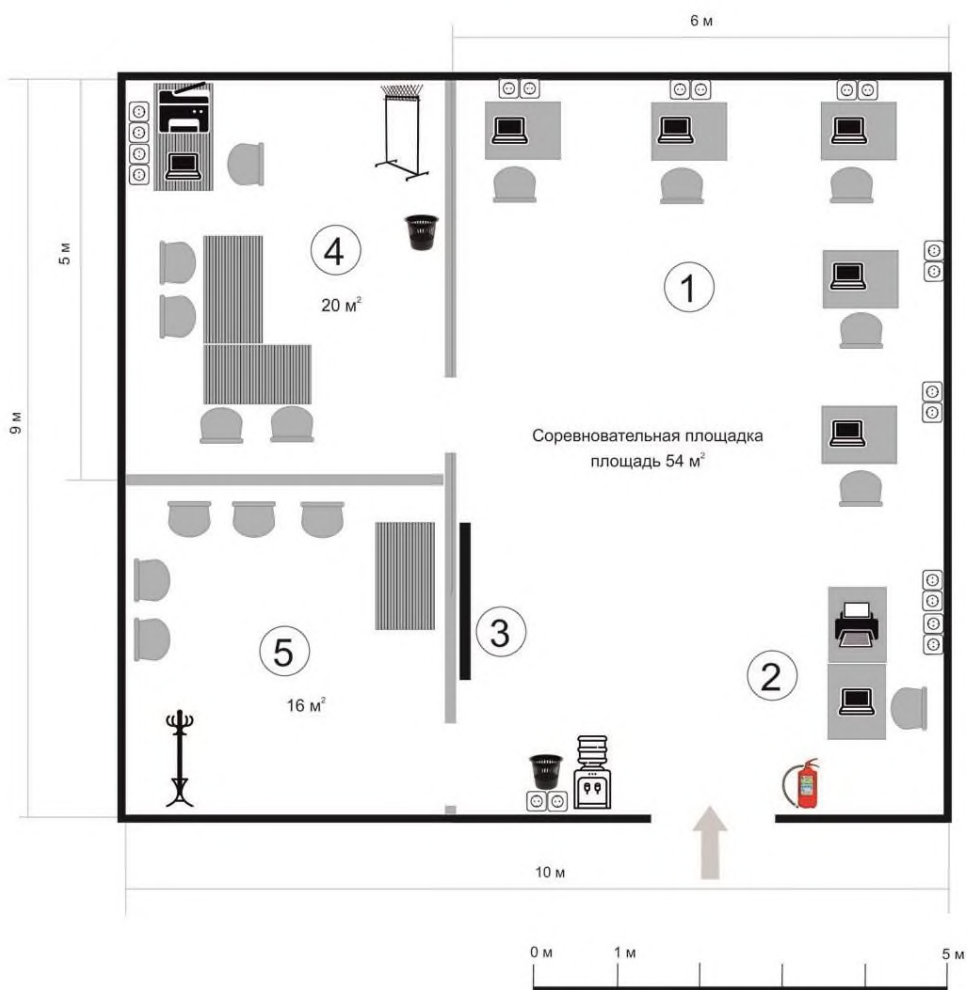 6 м
5 м
9 м
4
20 м²
1
Соревновательная площадка
площадь 54 м²
3
5
16 м²
2
10 м
0 м 1 м 5 м